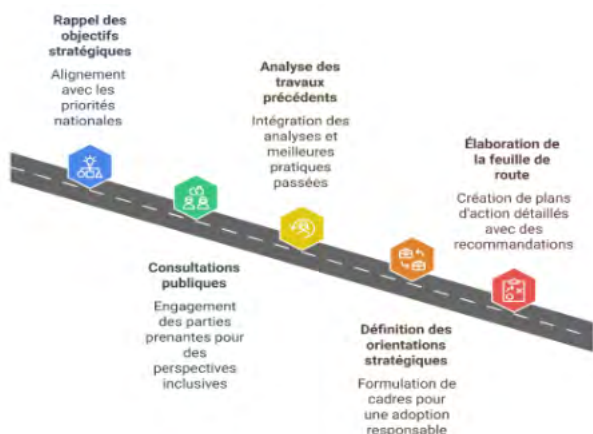 Rappel des
objectifs
stratégiques
Alignement
avec les
priorités
nationales
Consultations
publiques
Engagement
des parties
prenantes pour
des
perspectives
inclusives
Analyse des
travaux
précédents
Intégration des
analyses et
meilleures
pratiques
passées
Définition des
orientations
stratégiques
Formulation de
cadres pour
une adoption
responsable
Élaboration de
la feuille de
route
Création de plans
d'action détaillés
avec des
recommandations